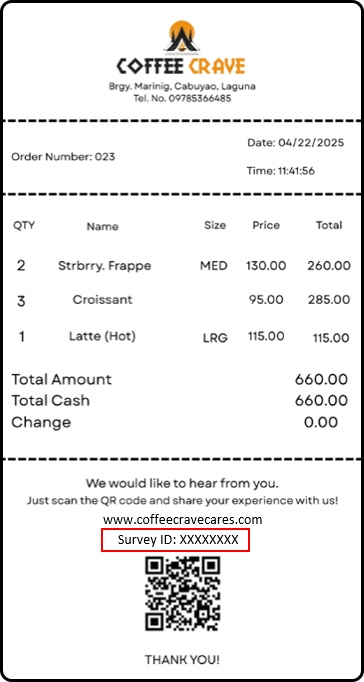 COFFEE CRAVE
Brgy. Marinig, Cabuyao, Laguna
Tel. No. 09785366485
Order Number: 023
Date: 04/22/2025
Time: 11:41:56
QTY Name Size Price Total
2 Strbrry. Frappe MED 130.00 260.00
3 Croissant 95.00 285.00
1 Latte (Hot) LRG 115.00 115.00
Total Amount 660.00
Total Cash 660.00
Change 0.00
We would like to hear from you.
Just scan the QR code and share your experience with us!
www.coffeecravecares.com
Survey ID: XXXXXXXX
THANK YOU!